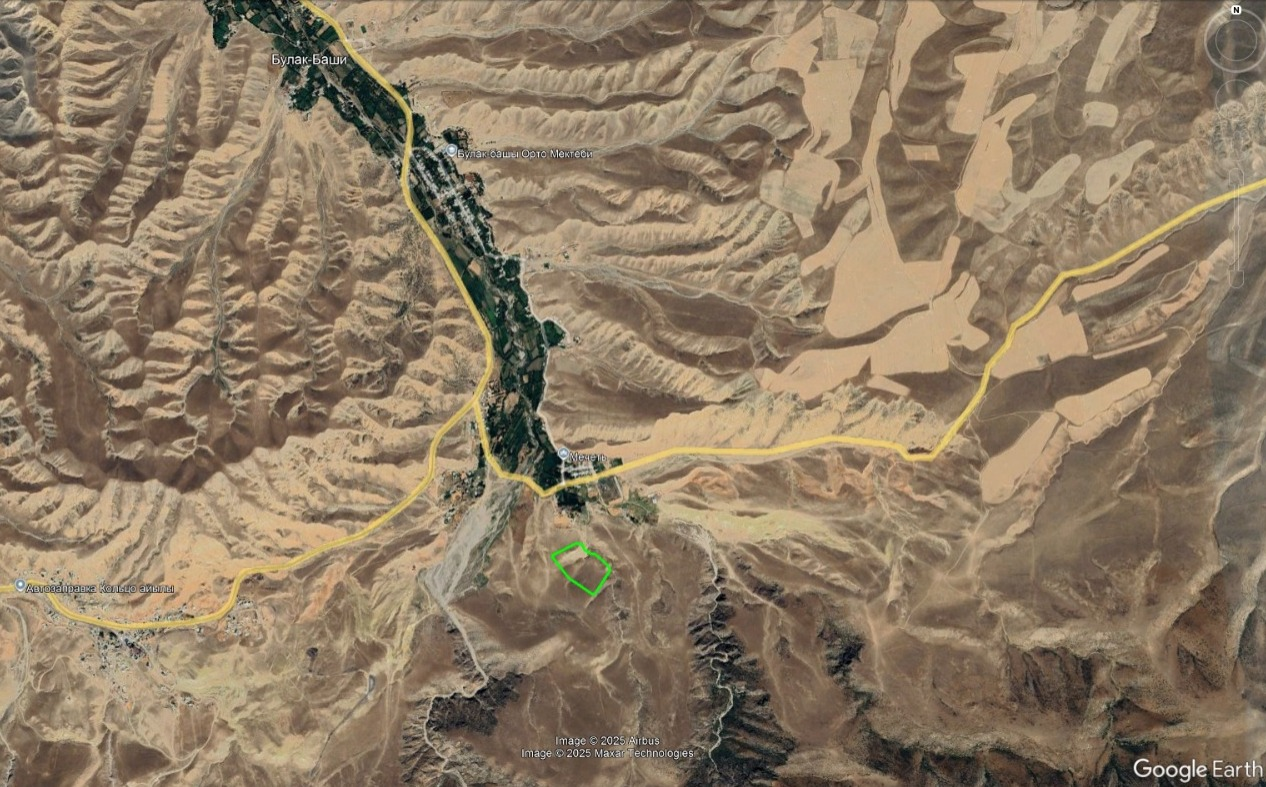 N
Булак-Баши
Булак-башы Орто Мектеби
Мечеть
Автозаправка Кольцо айылы
Image © 2025 Airbus
Image © 2025 Maxar Technologies
Google Earth